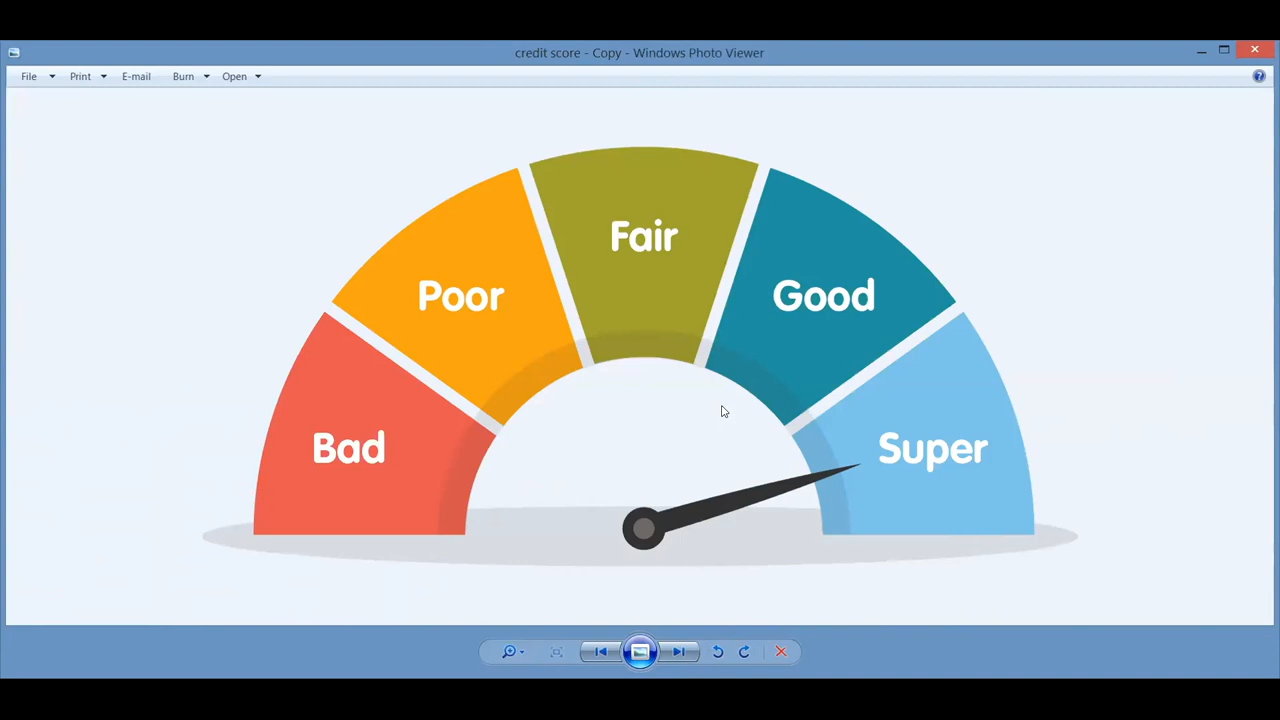 credit score - Copy - Windows Photo Viewer
File Print E-mail Burn Open
Fair
Poor Good
Bad Super